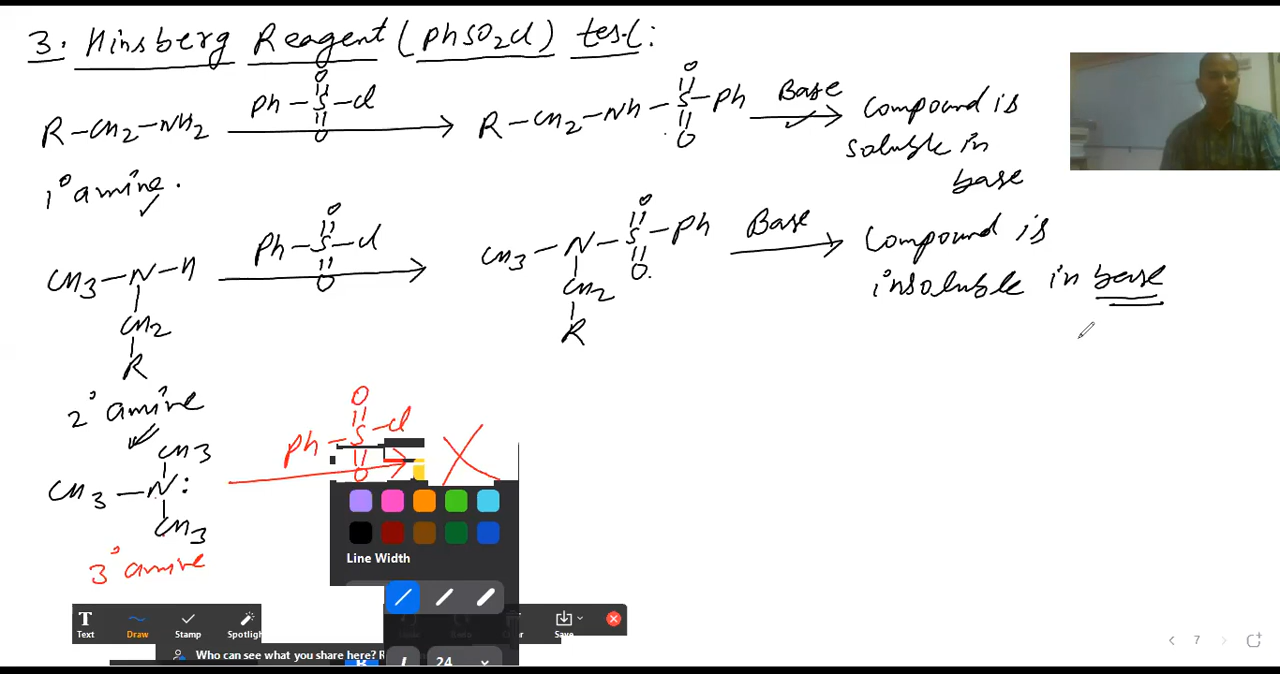 3. Hinsberg Reagent (PhSO2Cl) test:
R-CH2-NH2
Ph-S-Cl
O
O
R-CH2-NH-S-Ph
O
O
Base
Compound is
soluble in
base
1° amine.
CH3-N-H
CH2
R
Ph-S-Cl
O
O
CH3-N-S-Ph
O
O
CH2
R
Base
Compound is
insoluble in base
2° amine
CH3
CH3-N:
CH3
3° amine
O
Ph-S-Cl
O
X
Line Width
Text
Draw
Stamp
Spotligh
Save
Who can see what you share here?
24
7